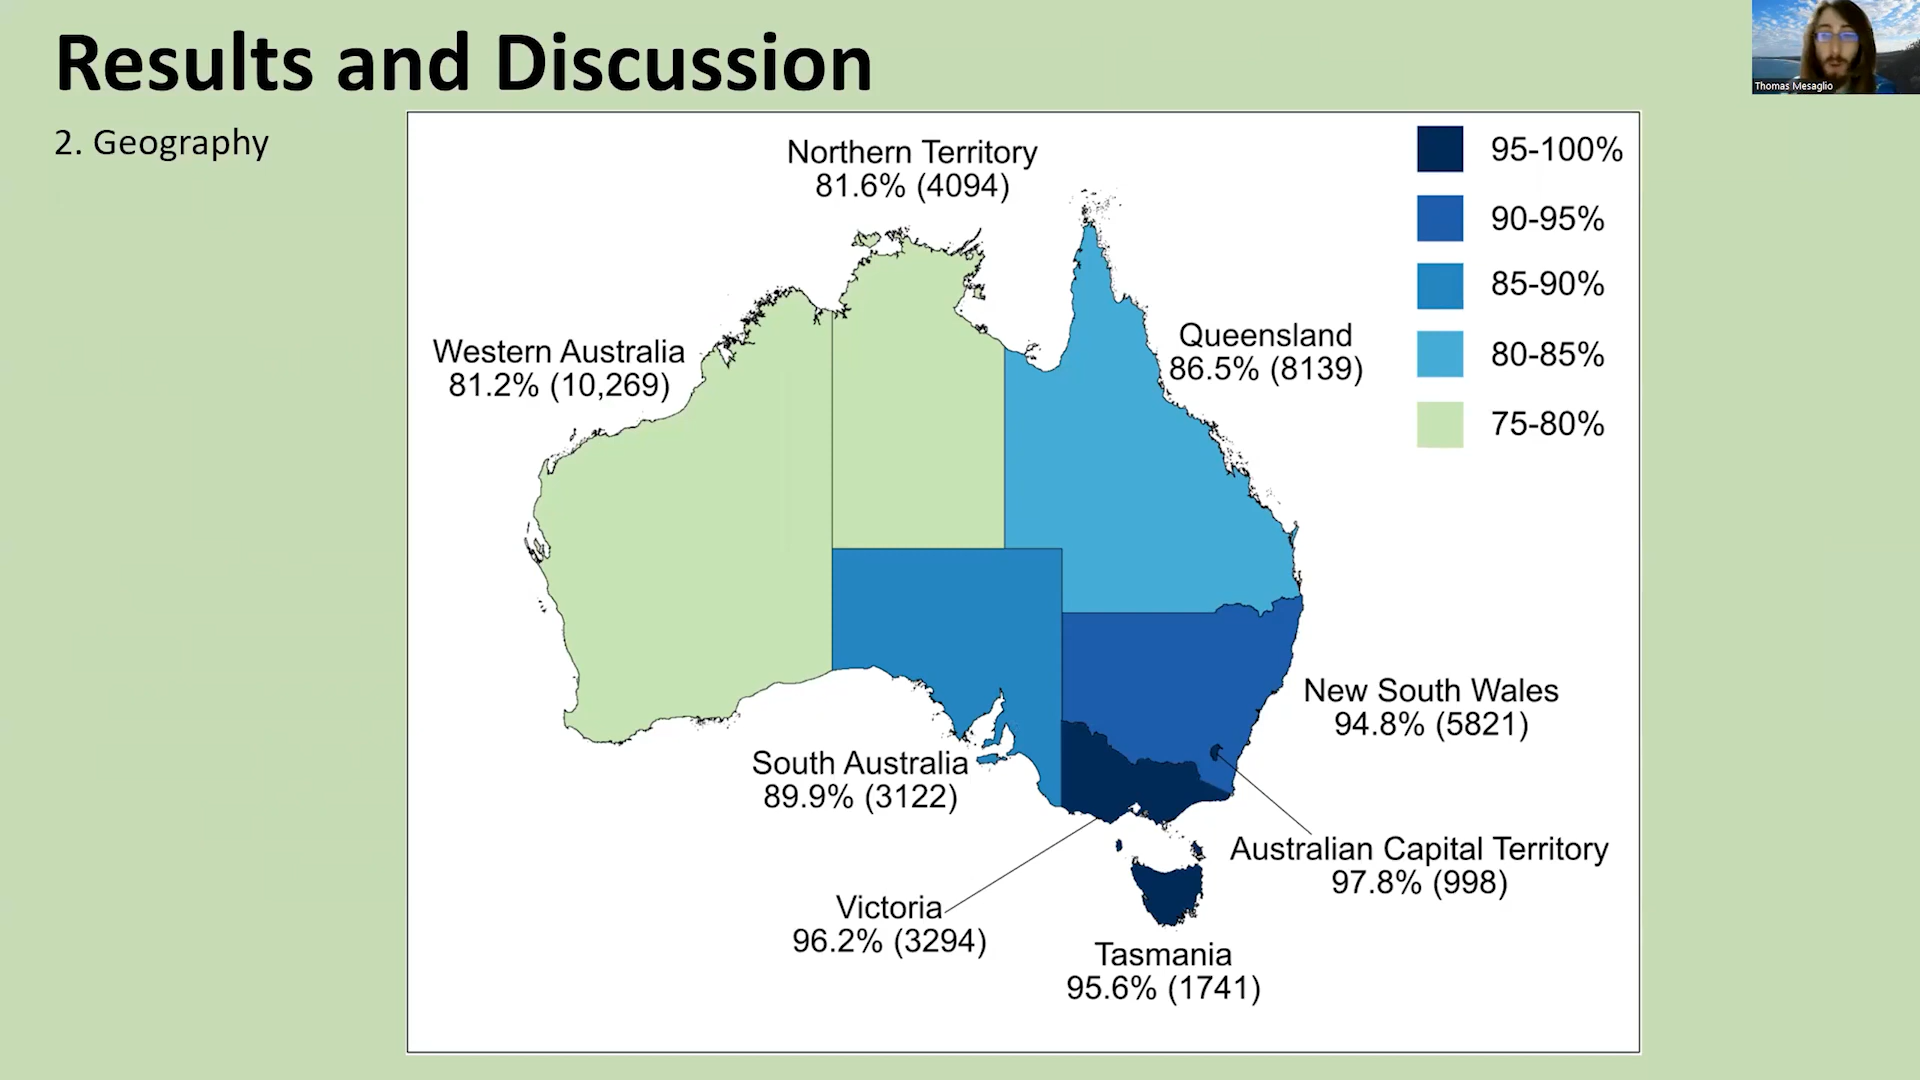 Results and Discussion
Thomas Mesaglio
2. Geography
Northern Territory
81.6% (4094)
95-100%
90-95%
85-90%
80-85%
75-80%
Western Australia
81.2% (10,269)
Queensland
86.5% (8139)
New South Wales
94.8% (5821)
South Australia
89.9% (3122)
Australian Capital Territory
97.8% (998)
Victoria
96.2% (3294)
Tasmania
95.6% (1741)